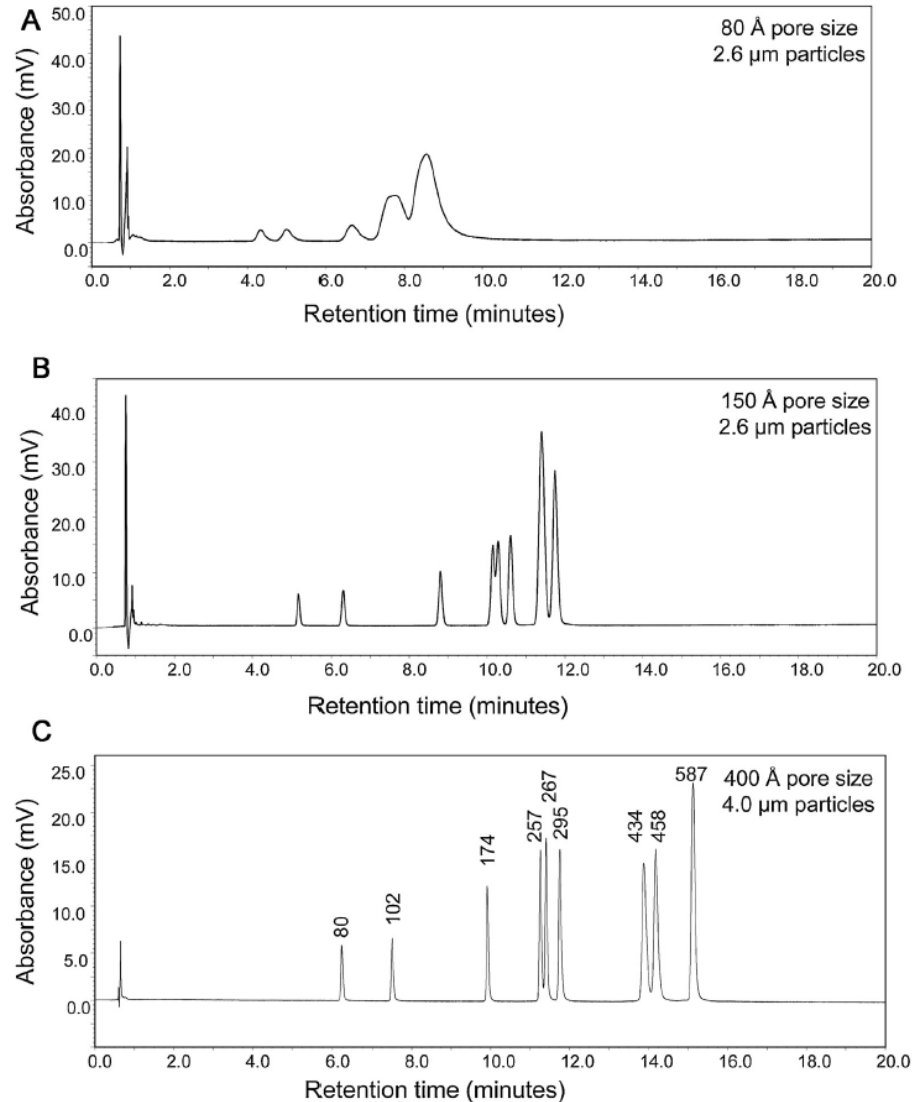 A
80 Å pore size
2.6 µm particles
Absorbance (mV)
50.0
40.0
30.0
20.0
10.0
0.0
0.0 2.0 4.0 6.0 8.0 10.0 12.0 14.0 16.0 18.0 20.0
Retention time (minutes)
B
150 Å pore size
2.6 µm particles
Absorbance (mV)
40.0
30.0
20.0
10.0
0.0
0.0 2.0 4.0 6.0 8.0 10.0 12.0 14.0 16.0 18.0 20.0
Retention time (minutes)
C
400 Å pore size
4.0 µm particles
Absorbance (mV)
25.0
20.0
15.0
10.0
5.0
0.0
80
102
174
257
267
295
434
458
587
0.0 2.0 4.0 6.0 8.0 10.0 12.0 14.0 16.0 18.0 20.0
Retention time (minutes)